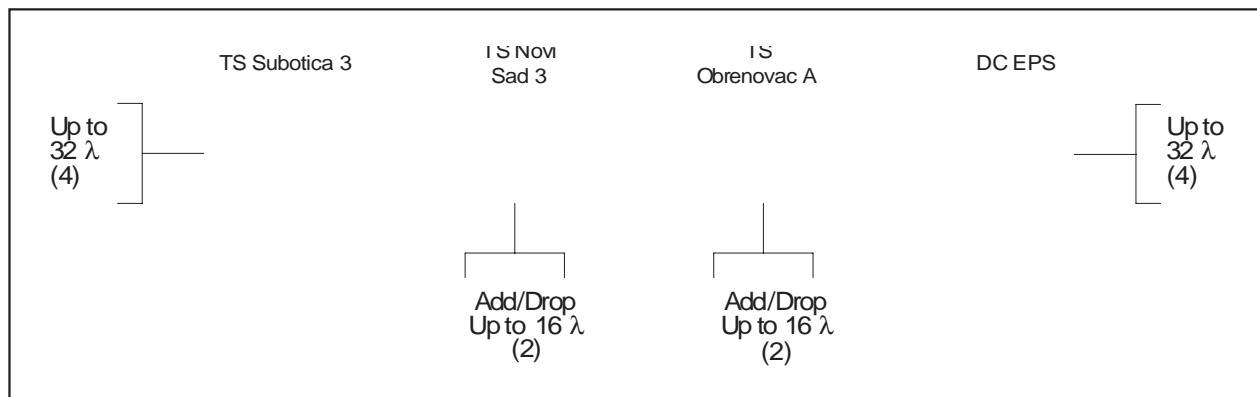 TS Subotica 3
TS Novi
Sad 3
TS
Obrenovac A
DC EPS
Up to
32 λ
(4)
Up to
32 λ
(4)
Add/Drop
Up to 16 λ
(2)
Add/Drop
Up to 16 λ
(2)